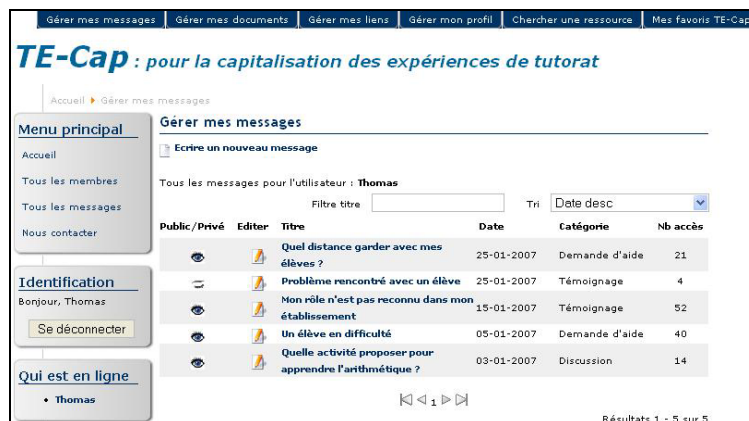 Gérer mes messages Gérer mes documents Gérer mes liens Gérer mon profil Chercher une ressource Mes favoris TE-Cap
TE-Cap : pour la capitalisation des expériences de tutorat
Accueil Gérer mes messages
Menu principal
Accueil
Tous les membres
Tous les messages
Nous contacter
Identification
Bonjour, Thomas
Se déconnecter
Qui est en ligne
• Thomas
Gérer mes messages
Ecrire un nouveau message
Tous les messages pour l'utilisateur : Thomas
Filtre titre Tri Date desc
Public/Privé Editer Titre Date Catégorie Nb accès
Quel distance garder avec mes
élèves ? 25-01-2007 Demande d'aide 21
Problème rencontré avec un élève 25-01-2007 Témoignage 4
Mon rôle n'est pas reconnu dans mon
établissement 15-01-2007 Témoignage 52
Un élève en difficulté 05-01-2007 Demande d'aide 40
Quelle activité proposer pour
apprendre l'arithmétique ? 03-01-2007 Discussion 14
1
Résultats 1 - 5 sur 5